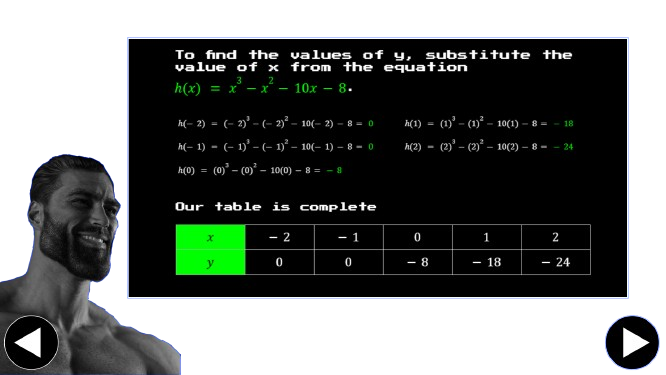 To find the values of y, substitute the
value of x from the equation
h(x) = x³ − x² − 10x − 8.
h(− 2) = (− 2)³ − (− 2)² − 10(− 2) − 8 = 0
h(− 1) = (− 1)³ − (− 1)² − 10(− 1) − 8 = 0
h(0) = (0)³ − (0)² − 10(0) − 8 = − 8
h(1) = (1)³ − (1)² − 10(1) − 8 = − 18
h(2) = (2)³ − (2)² − 10(2) − 8 = − 24
Our table is complete
x − 2 − 1 0 1 2
y 0 0 − 8 − 18 − 24